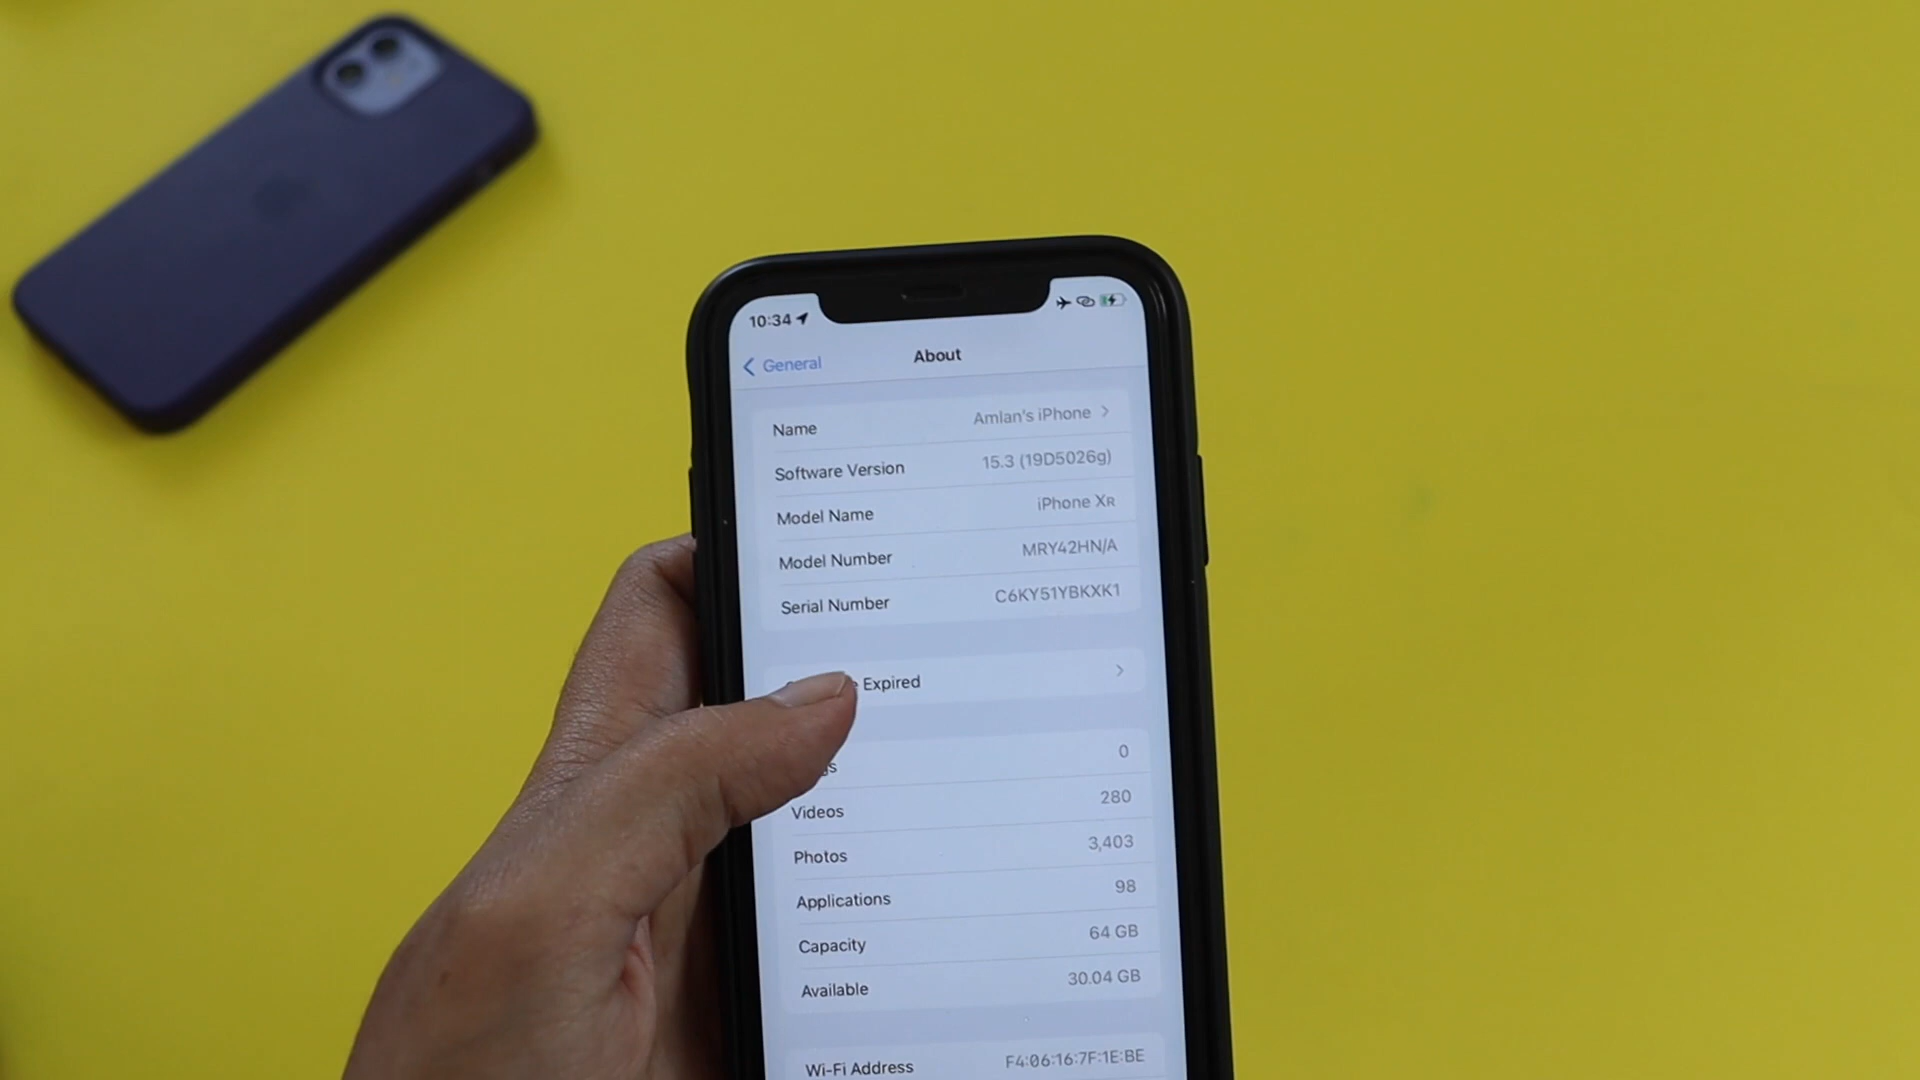 10:34
General
About
Name Amlan's iPhone
Software Version 15.3 (19D5026g)
Model Name iPhone XR
Model Number MRY42HN/A
Serial Number C6KY51YBKXK1
Expired
0
Videos 280
Photos 3,403
Applications 98
Capacity 64 GB
Available 30.04 GB
Wi-Fi Address F4:06:16:7F:1E:BE